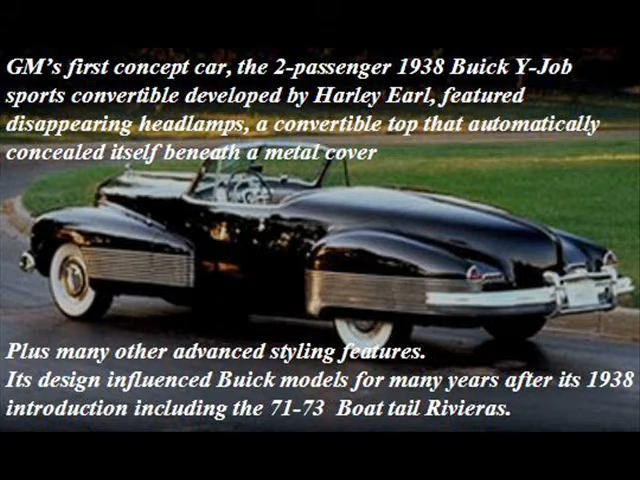 GM's first concept car, the 2-passenger 1938 Buick Y-Job
sports convertible developed by Harley Earl, featured
disappearing headlamps, a convertible top that automatically
concealed itself beneath a metal cover
Plus many other advanced styling features.
Its design influenced Buick models for many years after its 1938
introduction including the 71-73 Boat tail Rivieras.